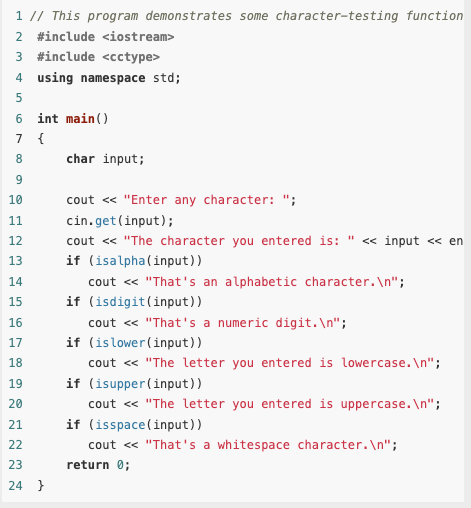 1 // This program demonstrates some character-testing function
2 #include <iostream>
3 #include <cctype>
4 using namespace std;
5
6 int main()
7 {
8     char input;
9
10     cout << "Enter any character: ";
11     cin.get(input);
12     cout << "The character you entered is: " << input << en
13     if (isalpha(input))
14        cout << "That's an alphabetic character.\n";
15     if (isdigit(input))
16        cout << "That's a numeric digit.\n";
17     if (islower(input))
18        cout << "The letter you entered is lowercase.\n";
19     if (isupper(input))
20        cout << "The letter you entered is uppercase.\n";
21     if (isspace(input))
22        cout << "That's a whitespace character.\n";
23     return 0;
24 }